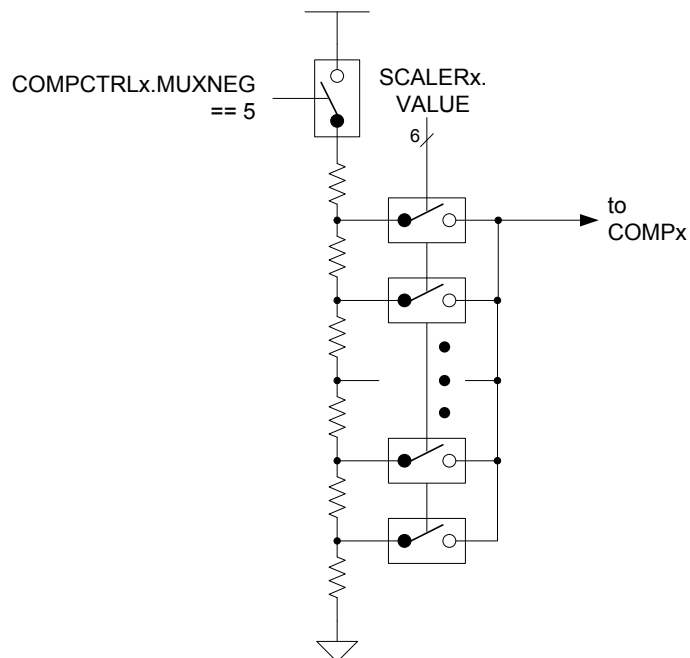 COMPCTRLx.MUXNEG
== 5
SCALERx.
VALUE
6
to
COMPx